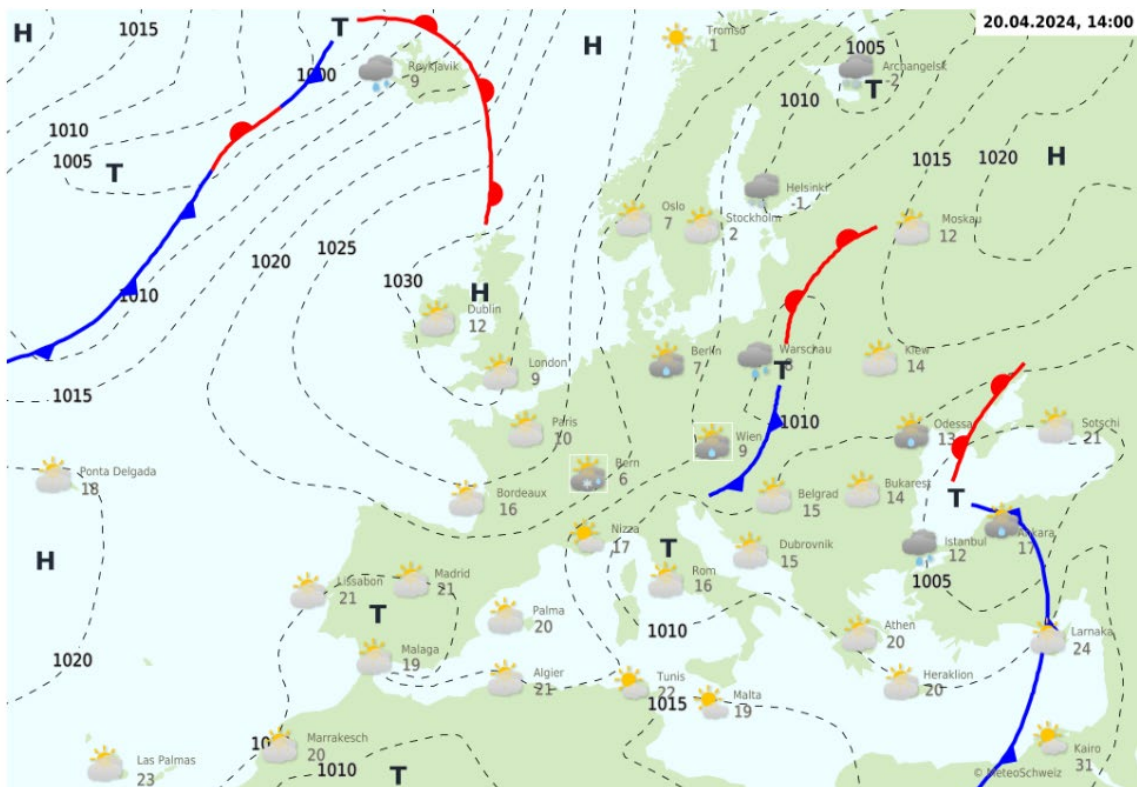 20.04.2024, 14:00
H
1015
T
H
Tromsö
1
1005
Archangelsk
-2
T
1000
Røykjavik
9
1010
1010
1005
T
1015
1020
H
Helsinki
-1
Oslo
7
Stockholm
2
Moskau
12
1025
1020
1030
H
1010
Dublin
12
London
9
Berlin
7
Warschau
8
T
Kiew
14
1015
Paris
10
Wien
9
1010
Odessa
13
Sotschi
21
Ponta Delgada
18
Bern
6
Bordeaux
16
Belgrad
15
Bukarest
14
T
Nizza
17
T
Dubrovnik
15
Istanbul
12
Ankara
17
H
Lissabon
21
Madrid
21
Rom
16
1005
T
Palma
20
1010
Athen
20
Larnaka
24
1020
Malaga
19
Algier
21
Tunis
22
Heraklion
20
1015
Malta
19
Marrakesch
20
Kairo
31
Las Palmas
23
1010
T
© MeteoSchweiz